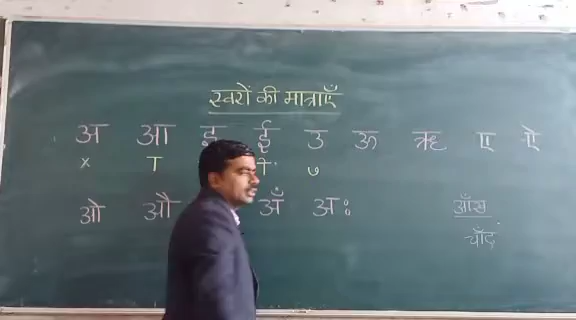 स्वरों की मात्राएँ
अ आ इ ई उ ऊ ऋ ए ऐ
x ा ी ु
ओ औ अँ अः
आँख
चाँद